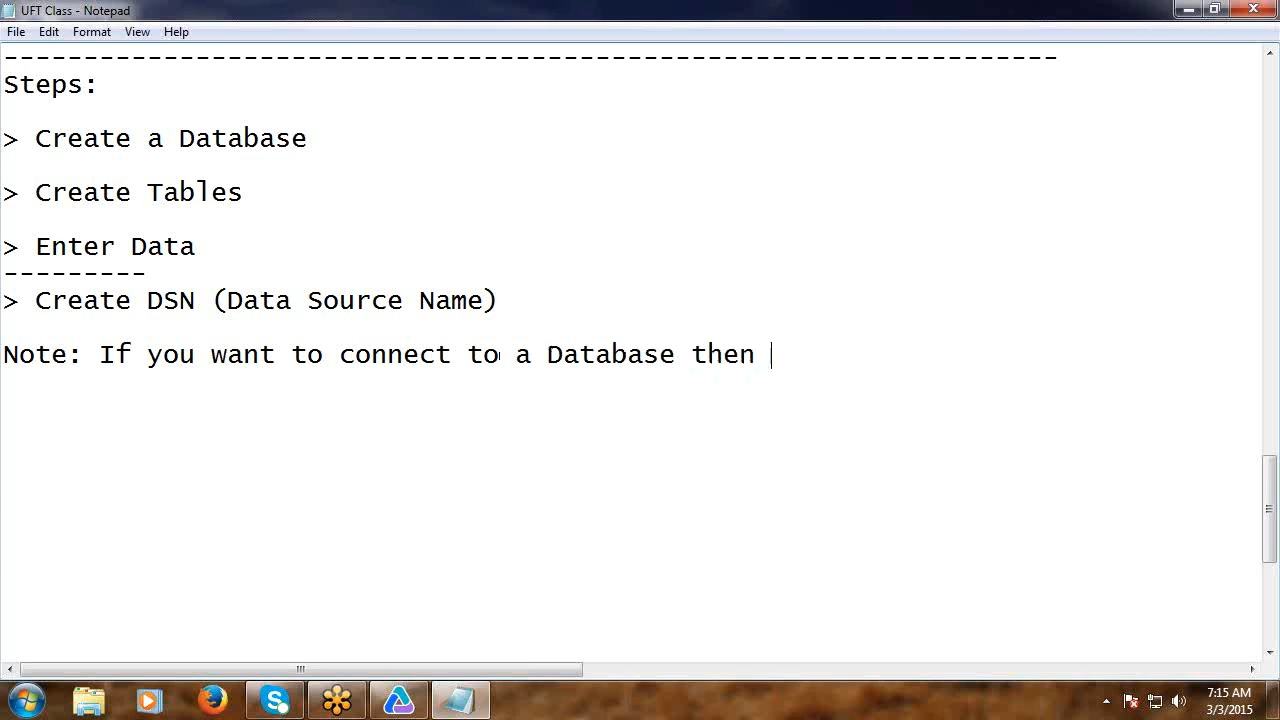 UFT Class - Notepad
File Edit Format View Help
-------------------------------------------------------------------
Steps:
> Create a Database
> Create Tables
> Enter Data
---------
> Create DSN (Data Source Name)
Note: If you want to connect to a Database then
7:15 AM
3/3/2015